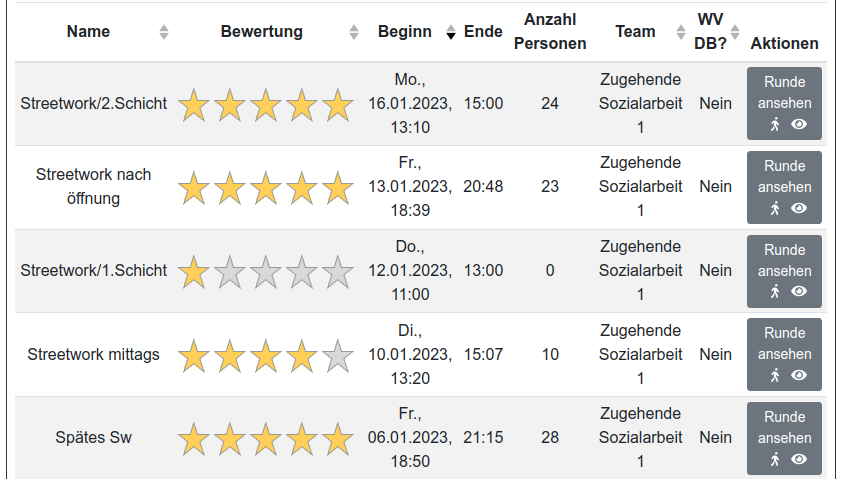 Name Bewertung Beginn Ende Anzahl Personen Team WV DB? Aktionen
Streetwork/2.Schicht Mo., 16.01.2023, 13:10 15:00 24 Zugehende Sozialarbeit 1 Nein Runde ansehen
Streetwork nach öffnung Fr., 13.01.2023, 18:39 20:48 23 Zugehende Sozialarbeit 1 Nein Runde ansehen
Streetwork/1.Schicht Do., 12.01.2023, 11:00 13:00 0 Zugehende Sozialarbeit 1 Nein Runde ansehen
Streetwork mittags Di., 10.01.2023, 13:20 15:07 10 Zugehende Sozialarbeit 1 Nein Runde ansehen
Spätes Sw Fr., 06.01.2023, 18:50 21:15 28 Zugehende Sozialarbeit 1 Nein Runde ansehen